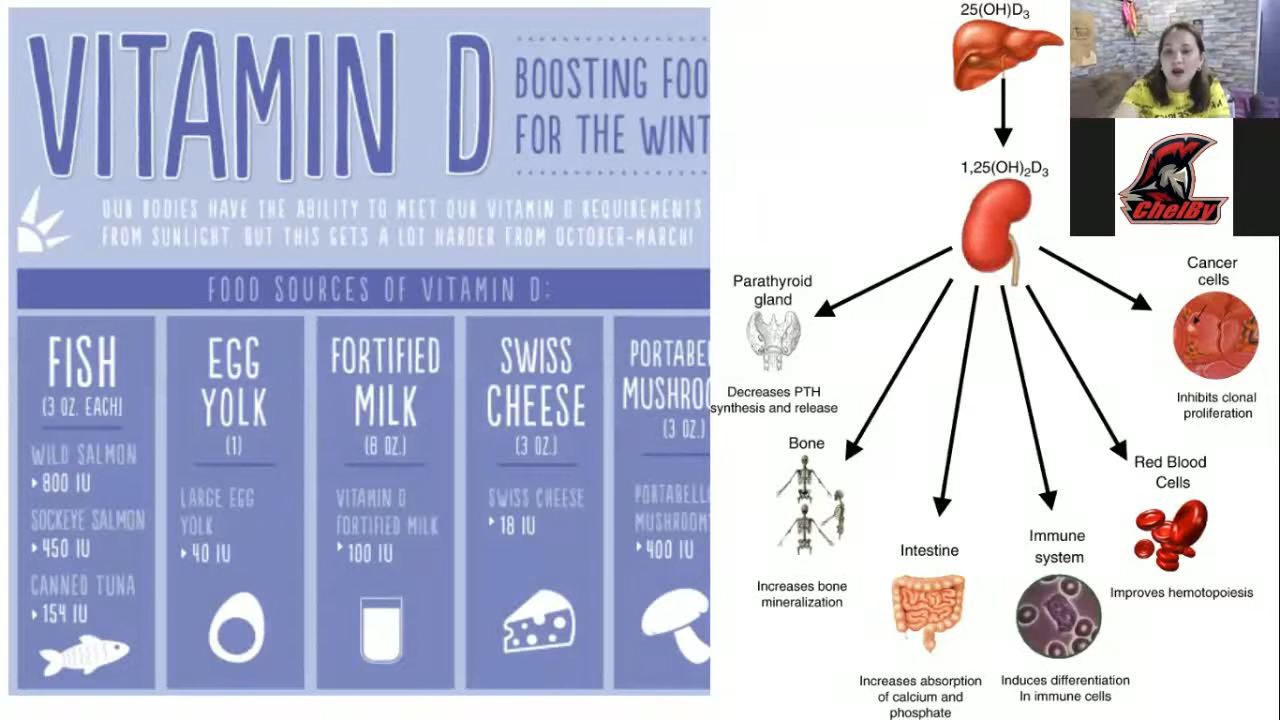 VITAMIN D
BOOSTING FOO
FOR THE WINT
OUR BODIES HAVE THE ABILITY TO MEET OUR VITAMIN D REQUIREMENTS
FROM SUNLIGHT, BUT THIS GETS A LOT HARDER FROM OCTOBER-MARCH!
FOOD SOURCES OF VITAMIN D:
FISH
(3 OZ. EACH)
WILD SALMON
800 IU
SOCKEYE SALMON
450 IU
CANNED TUNA
154 IU
EGG
YOLK
(1)
LARGE EGG
YOLK
40 IU
FORTIFIED
MILK
(8 OZ.)
VITAMIN D
FORTIFIED MILK
100 IU
SWISS
CHEESE
(3 OZ.)
SWISS CHEESE
18 IU
PORTABE
MUSHRO
(3 OZ.)
PORTABELL
MUSHROOM
400 IU
25(OH)D3
1,25(OH)2D3
Parathyroid
gland
Decreases PTH
synthesis and release
Bone
Increases bone
mineralization
Intestine
Increases absorption
of calcium and
phosphate
Immune
system
Induces differentiation
In immune cells
Red Blood
Cells
Improves hematopoiesis
Cancer
cells
Inhibits clonal
proliferation
ChelBy